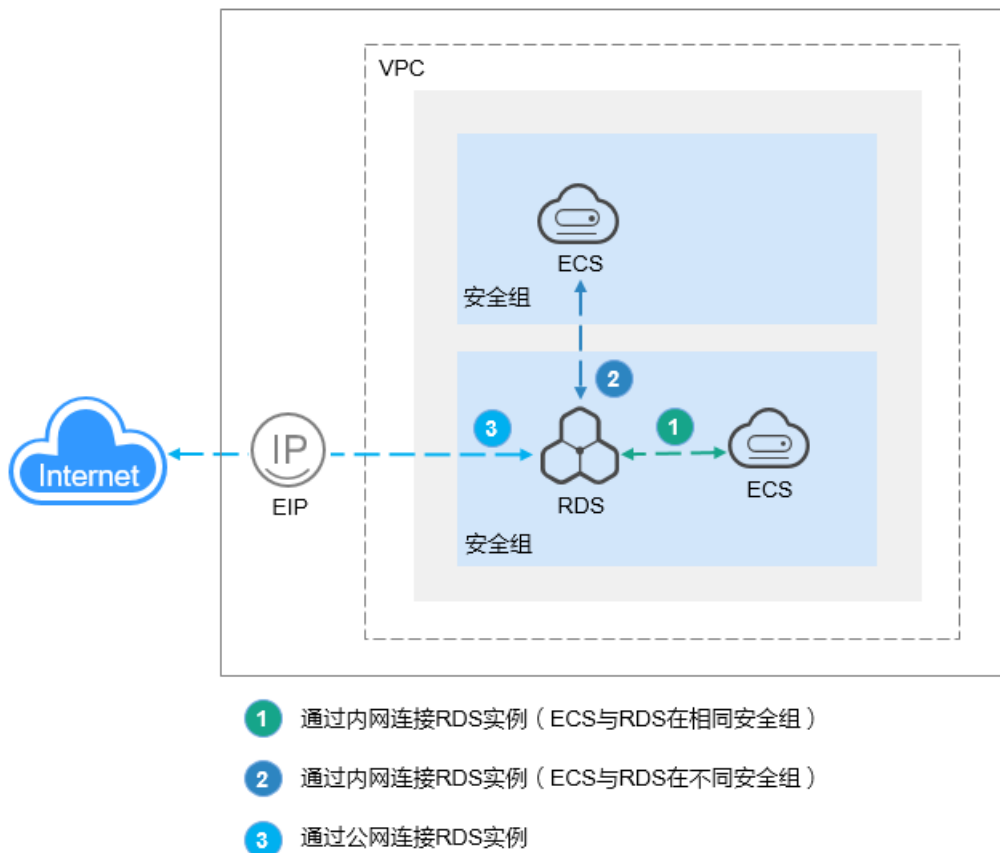 VPC
ECS
安全组
2
3
1
Internet
IP
EIP
RDS
ECS
安全组
1 通过内网连接RDS实例（ECS与RDS在相同安全组）
2 通过内网连接RDS实例（ECS与RDS在不同安全组）
3 通过公网连接RDS实例